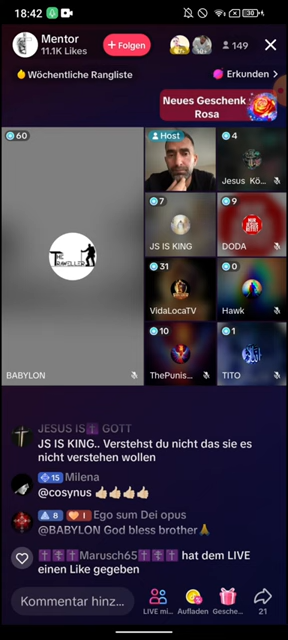 18:42
Mentor
11.1K Likes
+ Folgen
149
Wöchentliche Rangliste
Erkunden >
Neues Geschenk
Rosa
60
Host
4
Jesus Kö...
7
JS IS KING
9
DODA
THE TRAVELLER
BABYLON
31
VidaLocaTV
0
Hawk
10
ThePunis...
1
TITO
JESUS IS✝️ GOTT
JS IS KING.. Verstehst du nicht das sie es
nicht verstehen wollen
15 Milena
@cosynus 👍🏼👍🏼👍🏼👍🏼
8 1 Ego sum Dei opus
@BABYLON God bless brother🙏
Marusch65 hat dem LIVE
einen Like gegeben
Kommentar hinz...
LIVE mi...
Aufladen
Gesche...
21